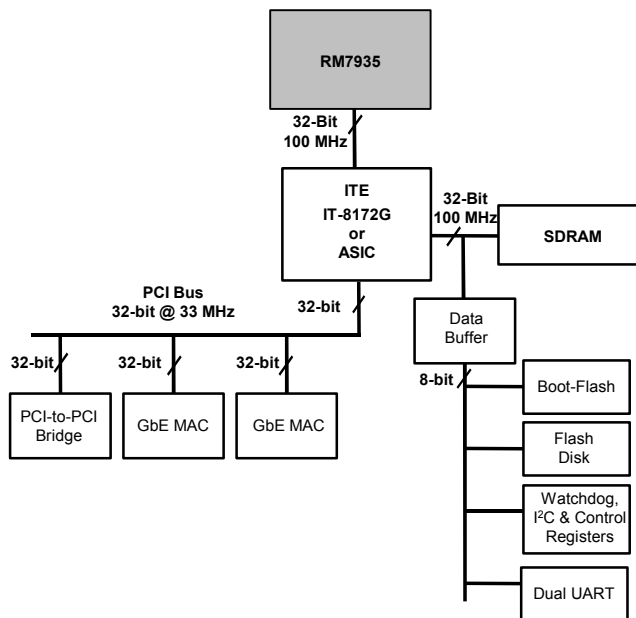 RM7935
32-Bit
100 MHz
ITE
IT-8172G
or
ASIC
32-Bit
100 MHz
SDRAM
PCI Bus
32-bit @ 33 MHz
32-bit
Data
Buffer
32-bit
32-bit
32-bit
8-bit
PCI-to-PCI
Bridge
GbE MAC
GbE MAC
Boot-Flash
Flash
Disk
Watchdog,
I²C & Control
Registers
Dual UART